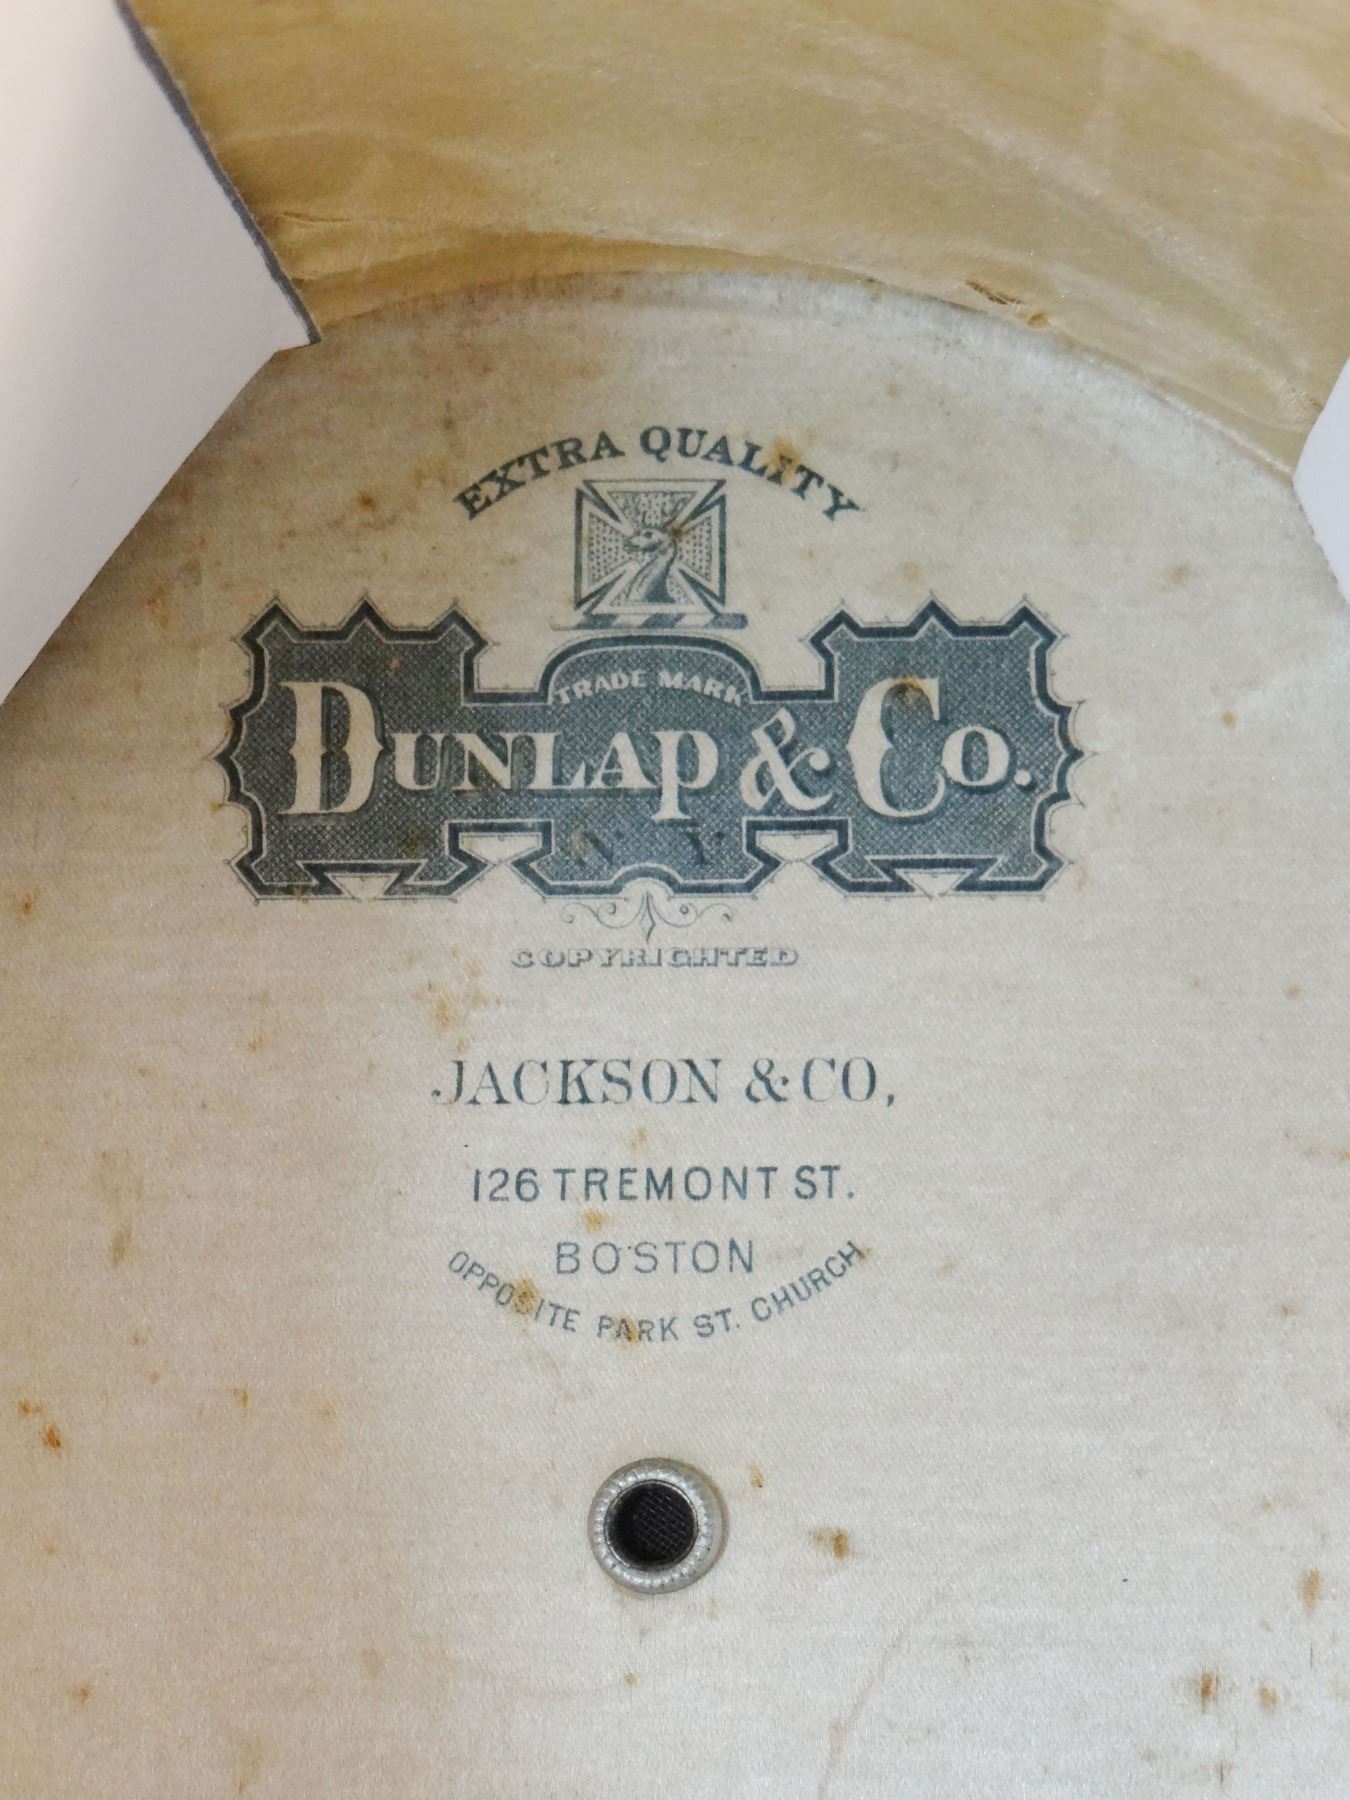 EXTRA QUALITY
TRADE MARK
DUNLAP & CO.
N Y
COPYRIGHTED
JACKSON & CO,
126 TREMONT ST.
BOSTON
OPPOSITE PARK ST. CHURCH